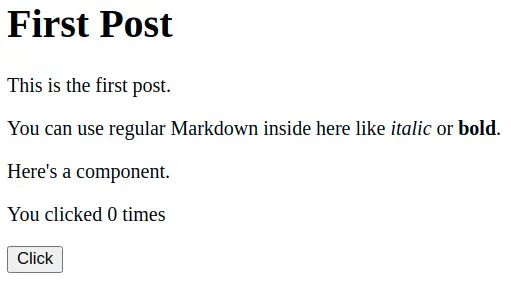 First Post
This is the first post.
You can use regular Markdown inside here like italic or bold.
Here's a component.
You clicked 0 times
Click